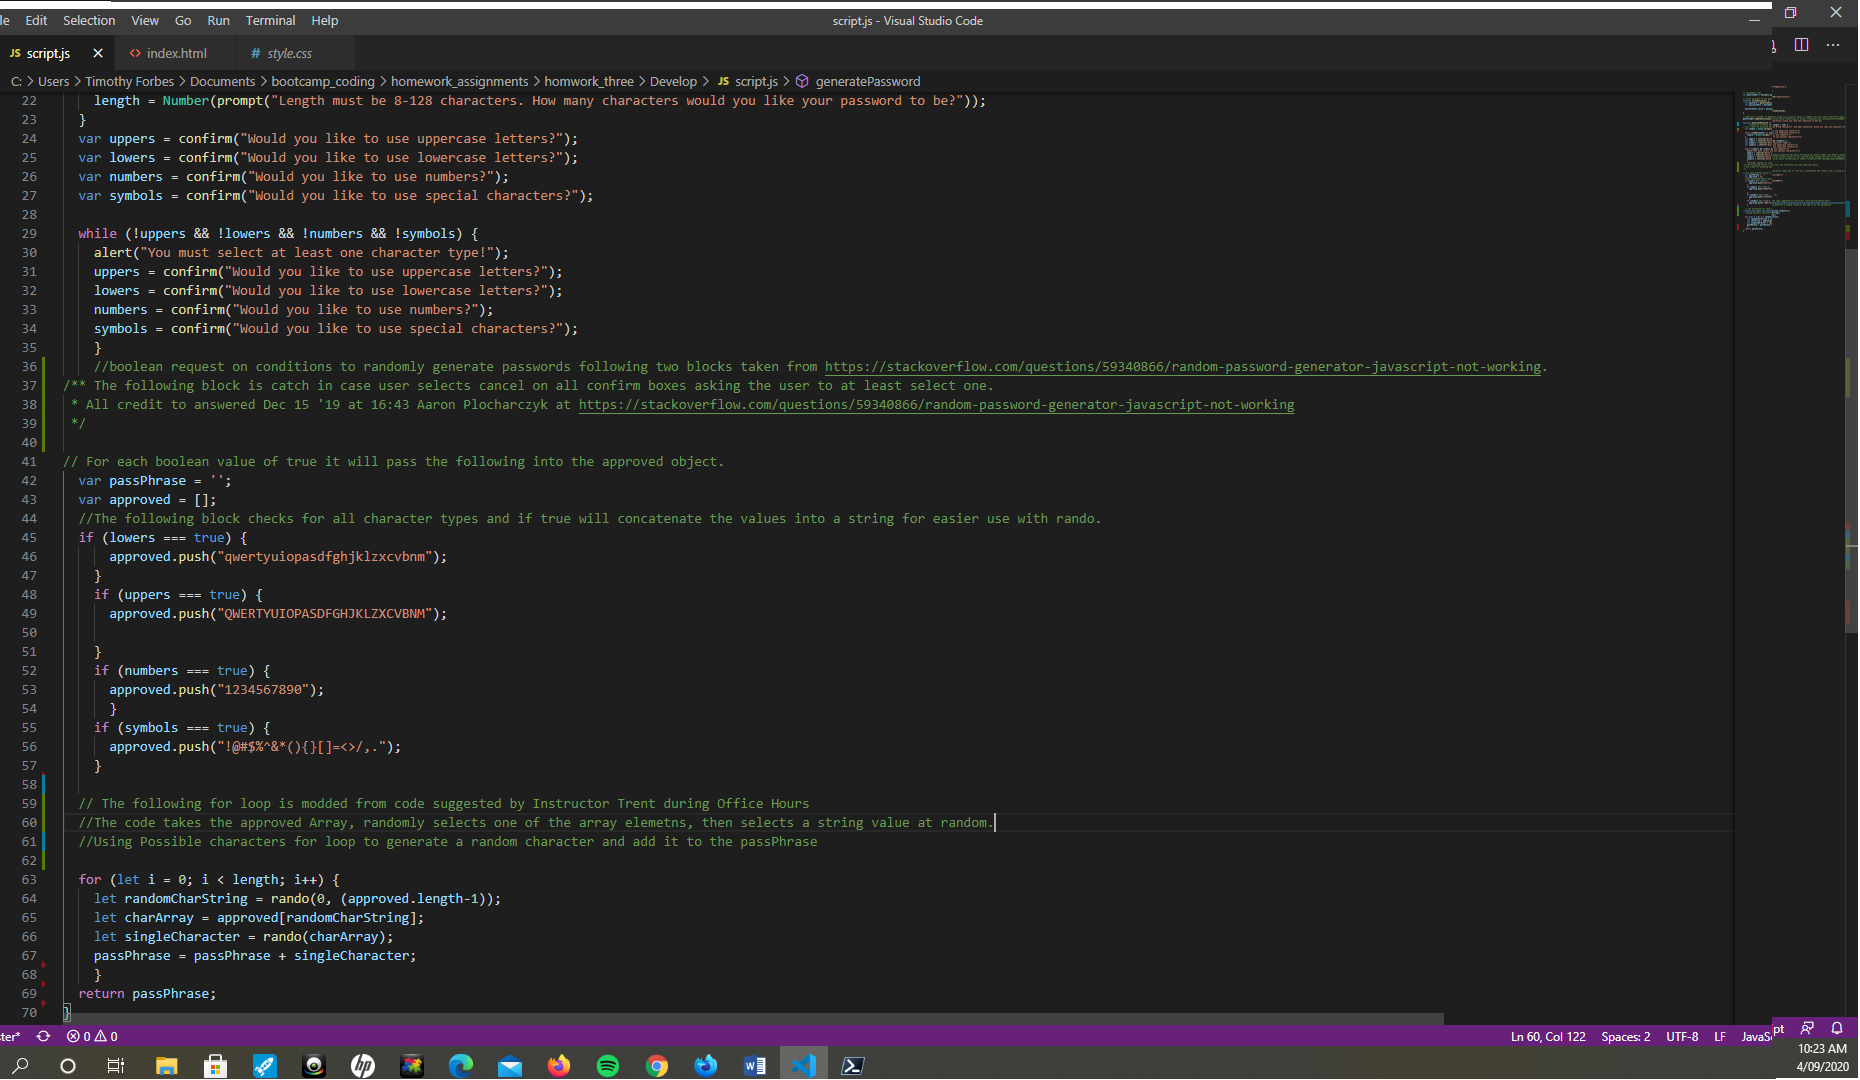 le Edit Selection View Go Run Terminal Help script.js - Visual Studio Code
JS script.js × <> index.html # style.css
C: > Users > Timothy Forbes > Documents > bootcamp_coding > homework_assignments > homwork_three > Develop > JS script.js > generatePassword
22 length = Number(prompt("Length must be 8-128 characters. How many characters would you like your password to be?"));
23 }
24 var uppers = confirm("Would you like to use uppercase letters?");
25 var lowers = confirm("Would you like to use lowercase letters?");
26 var numbers = confirm("Would you like to use numbers?");
27 var symbols = confirm("Would you like to use special characters?");
28
29 while (!uppers && !lowers && !numbers && !symbols) {
30 alert("You must select at least one character type!");
31 uppers = confirm("Would you like to use uppercase letters?");
32 lowers = confirm("Would you like to use lowercase letters?");
33 numbers = confirm("Would you like to use numbers?");
34 symbols = confirm("Would you like to use special characters?");
35 }
36 //boolean request on conditions to randomly generate passwords following two blocks taken from https://stackoverflow.com/questions/59340866/random-password-generator-javascript-not-working.
37 /** The following block is catch in case user selects cancel on all confirm boxes asking the user to at least select one.
38 * All credit to answered Dec 15 '19 at 16:43 Aaron Plocharczyk at https://stackoverflow.com/questions/59340866/random-password-generator-javascript-not-working
39 */
40
41 // For each boolean value of true it will pass the following into the approved object.
42 var passPhrase = '';
43 var approved = [];
44 //The following block checks for all character types and if true will concatenate the values into a string for easier use with rando.
45 if (lowers === true) {
46 approved.push("qwertyuiopasdfghjklzxcvbnm");
47 }
48 if (uppers === true) {
49 approved.push("QWERTYUIOPASDFGHJKLZXCVBNM");
50
51 }
52 if (numbers === true) {
53 approved.push("1234567890");
54 }
55 if (symbols === true) {
56 approved.push("!@#$%^&*(){}[]=<>/,.");
57 }
58
59 // The following for loop is modded from code suggested by Instructor Trent during Office Hours
60 //The code takes the approved Array, randomly selects one of the array elemetns, then selects a string value at random.
61 //Using Possible characters for loop to generate a random character and add it to the passPhrase
62
63 for (let i = 0; i < length; i++) {
64 let randomCharString = rando(0, (approved.length-1));
65 let charArray = approved[randomCharString];
66 let singleCharacter = rando(charArray);
67 passPhrase = passPhrase + singleCharacter;
68 }
69 return passPhrase;
70 }
ter* 0 0 Ln 60, Col 122 Spaces: 2 UTF-8 LF JavaSc pt
10:23 AM
4/09/2020